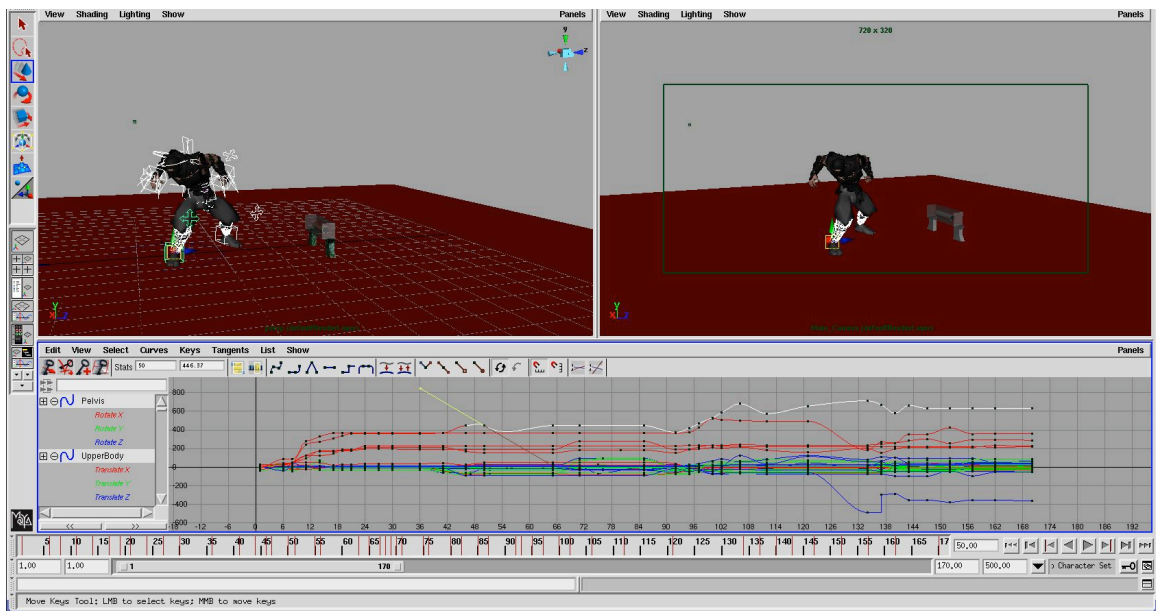 View Shading Lighting Show Panels
View Shading Lighting Show Panels
y
z
720 x 320
Y
X Z
Y
X Z
Edit View Select Curves Keys Tangents List Show Panels
Stats 50 446.37
Pelvis
Rotate X
Rotate Y
Rotate Z
UpperBody
Translate X
Translate Y
Translate Z
800
600
400
200
0
-200
-400
-600
-18 -12 -6 0 6 12 18 24 30 36 42 48 54 60 66 72 78 84 90 96 102 108 114 120 126 132 138 144 150 156 162 168 174 180 186 192
<< >>
MAYA
5 10 15 20 25 30 35 40 45 50 55 60 65 70 75 80 85 90 95 100 105 110 115 120 125 130 135 140 145 150 155 160 165 17 50.00
1.00 1.00 1 170 170.00 500.00 Character Set
Move Keys Tool: LMB to select keys; MMB to move keys